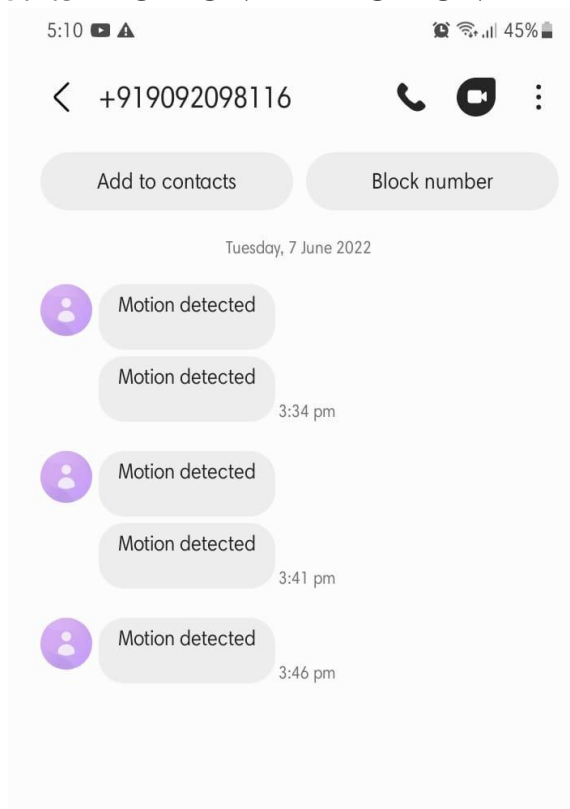 5:10 45%
+919092098116
Add to contacts Block number
Tuesday, 7 June 2022
Motion detected
Motion detected
3:34 pm
Motion detected
Motion detected
3:41 pm
Motion detected
3:46 pm